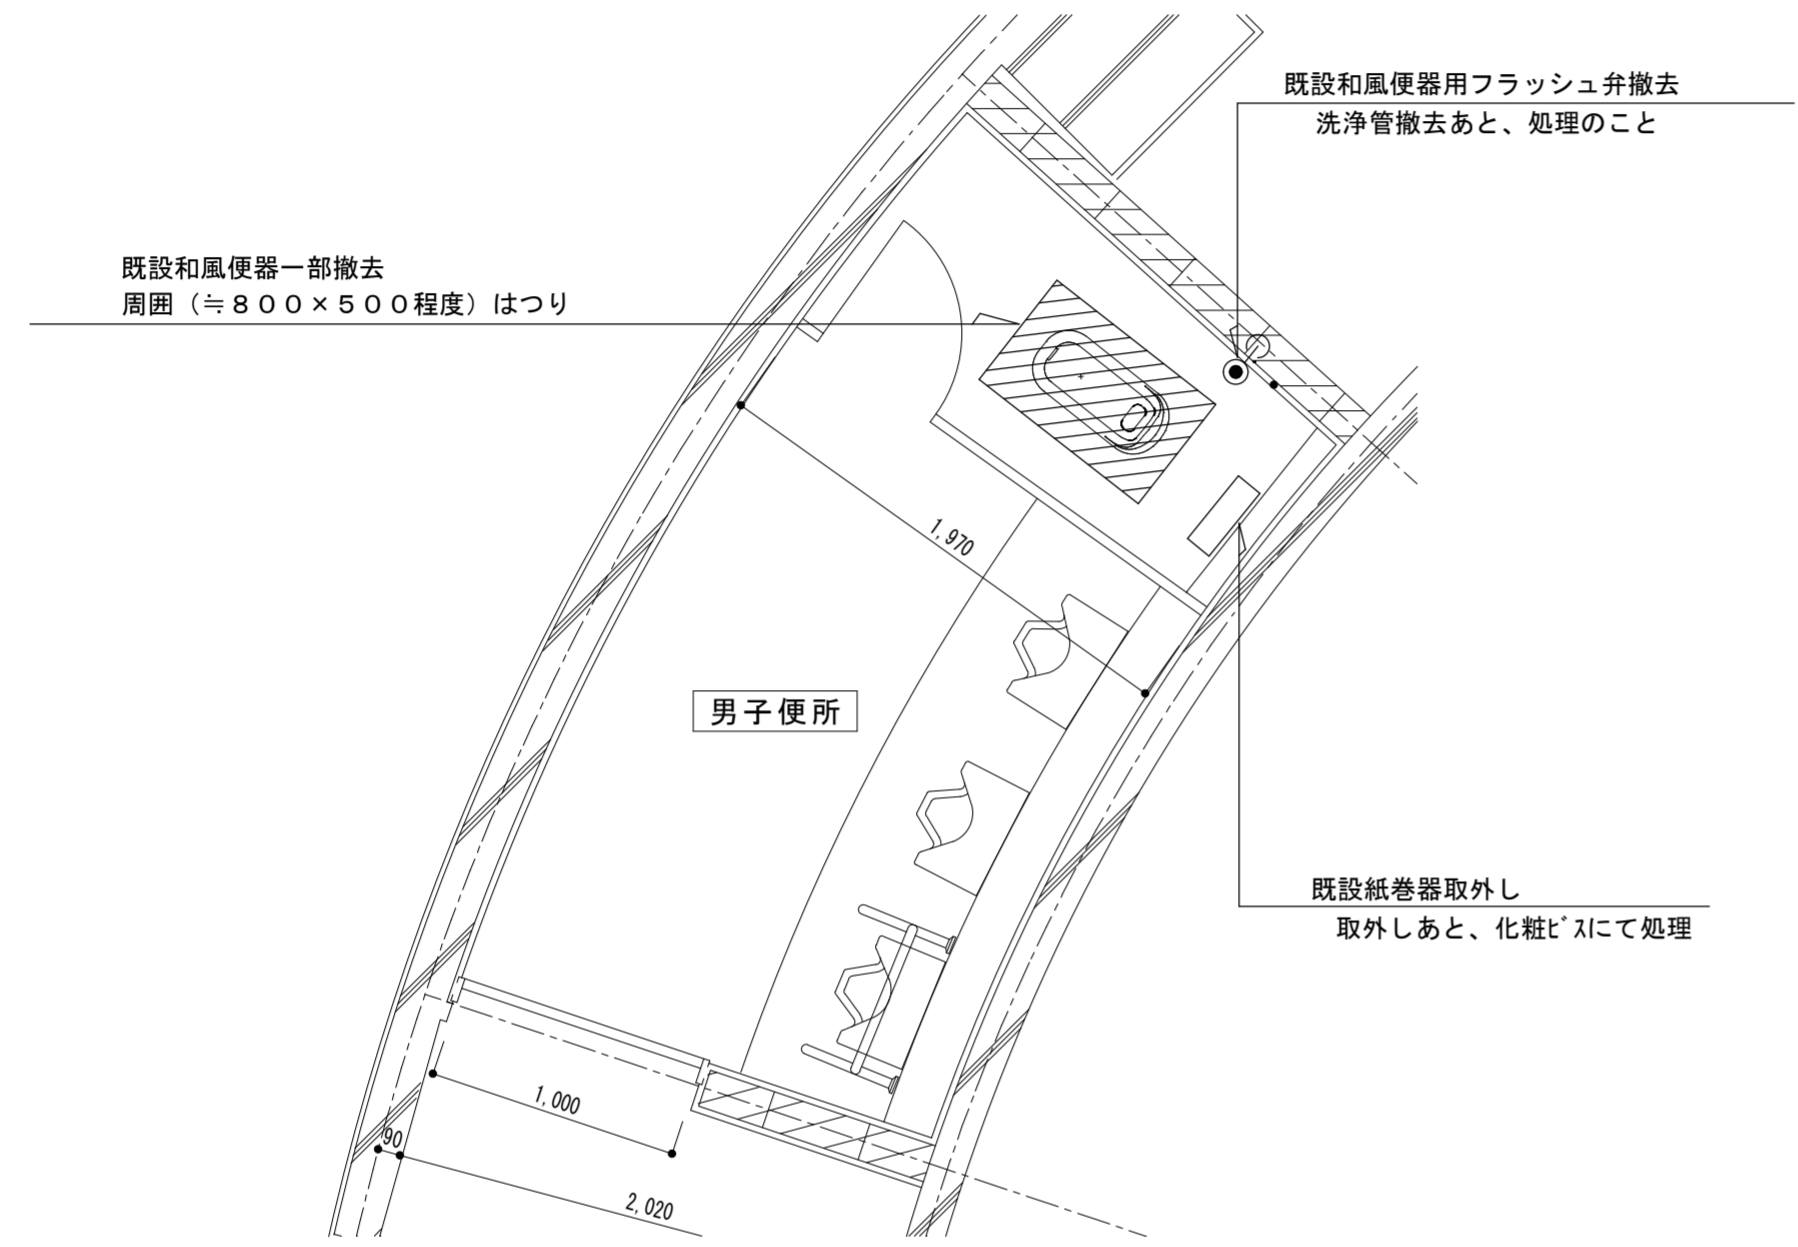 既設和風便器用フラッシュ弁撤去
洗浄管撤去あと、処理のこと
既設和風便器一部撤去
周囲（≒８００×５００程度）はつり
1,970
男子便所
既設紙巻器取外し
取外しあと、化粧ﾋﾞｽにて処理
1,000
90
2,020